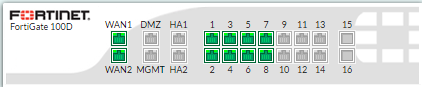 FORTINET
FortiGate 100D
WAN1 DMZ HA1 1 3 5 7 9 11 13 15
WAN2 MGMT HA2 2 4 6 8 10 12 14 16